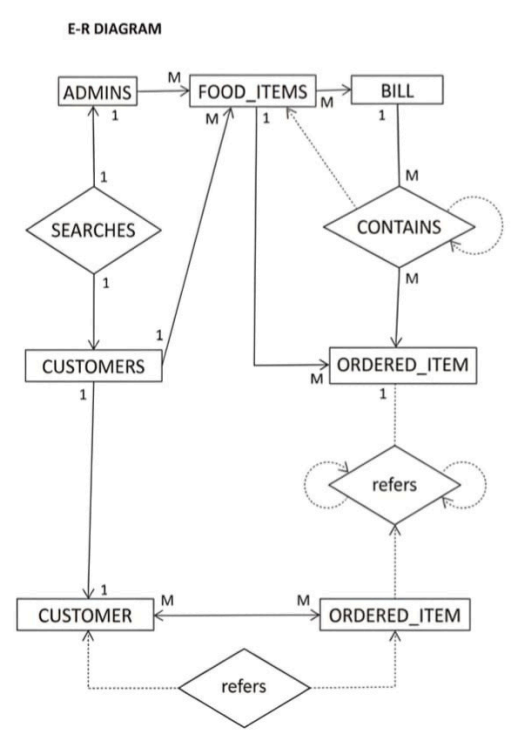 E-R DIAGRAM
ADMINS
M
FOOD_ITEMS
M
BILL
1
M
1
1
1
M
SEARCHES
CONTAINS
1
M
1
CUSTOMERS
M
ORDERED_ITEM
1
1
refers
1
M
M
CUSTOMER
ORDERED_ITEM
refers